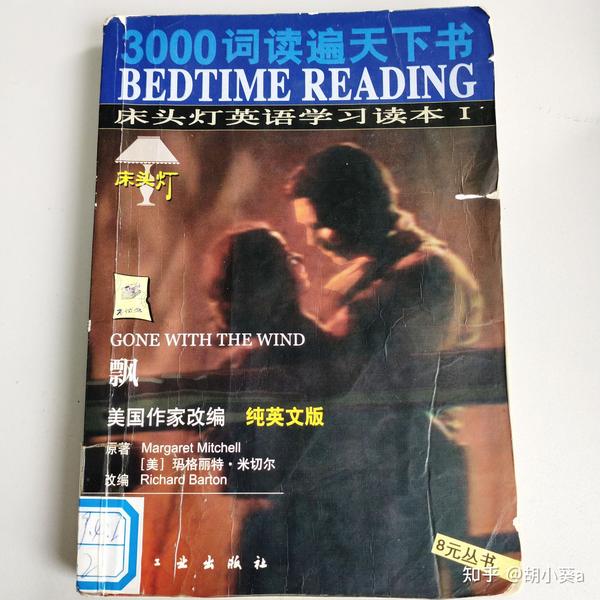 3000词读遍天下书
BEDTIME READING
床头灯英语学习读本 I
床头灯
GONE WITH THE WIND
飘
美国作家改编 纯英文版
原著 Margaret Mitchell
[美] 玛格丽特·米切尔
改编 Richard Barton
工业出版社
8元丛书
知乎 @胡小葵a